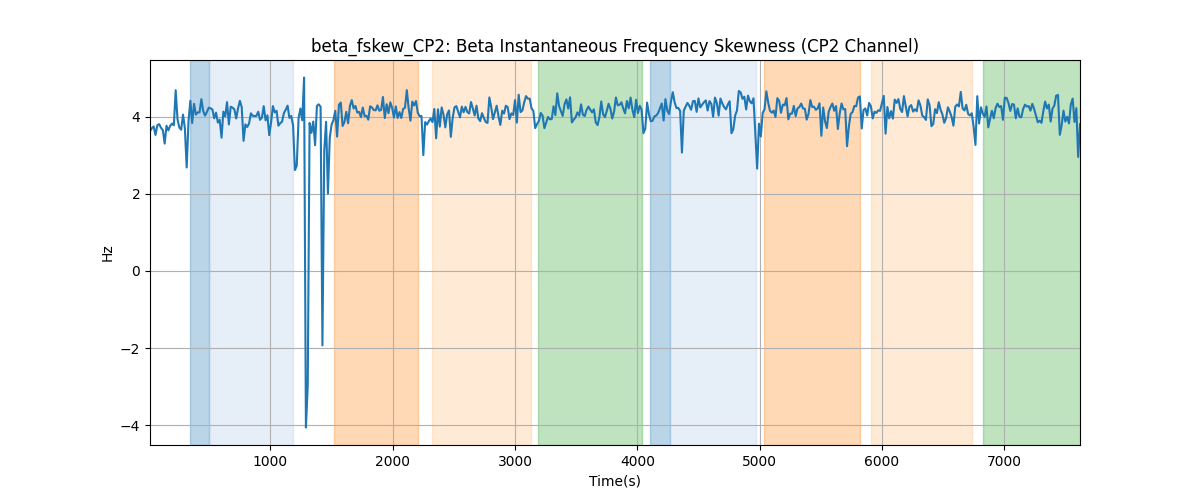 beta_fskew_CP2: Beta Instantaneous Frequency Skewness (CP2 Channel)
Hz
4
2
0
−2
−4
1000 2000 3000 4000 5000 6000 7000
Time(s)